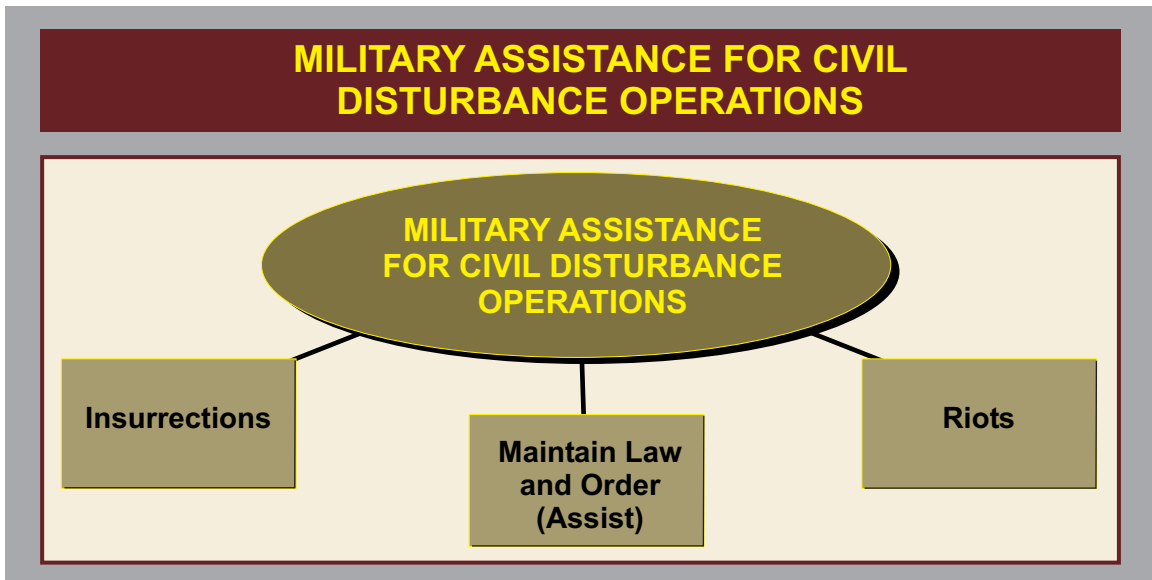 MILITARY ASSISTANCE FOR CIVIL
DISTURBANCE OPERATIONS
MILITARY ASSISTANCE
FOR CIVIL DISTURBANCE
OPERATIONS
Insurrections
Maintain Law
and Order
(Assist)
Riots